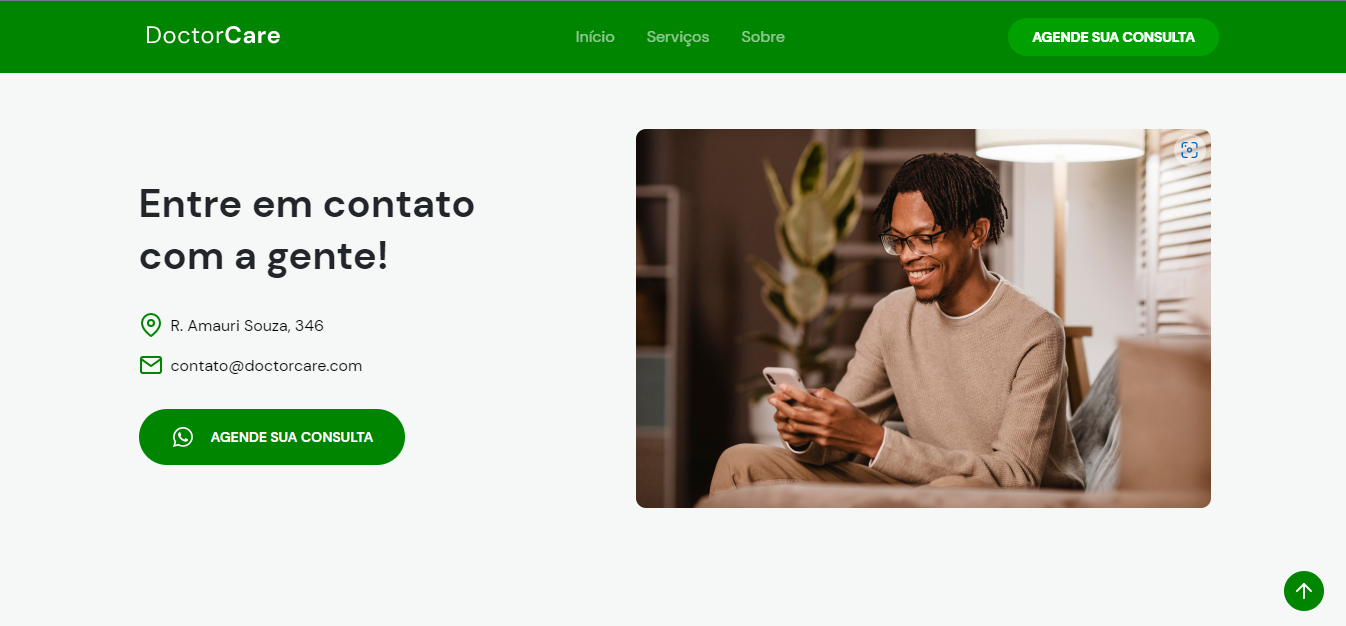 DoctorCare
Início
Serviços
Sobre
AGENDE SUA CONSULTA
Entre em contato
com a gente!
R. Amauri Souza, 346
contato@doctorcare.com
AGENDE SUA CONSULTA